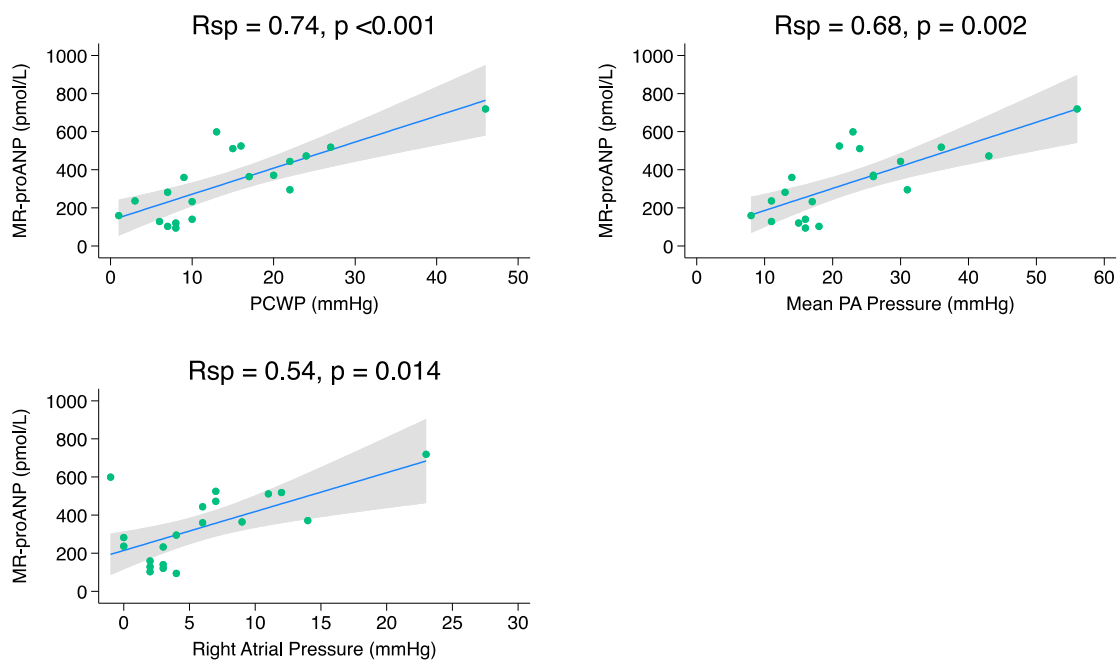 Rsp = 0.74, p <0.001
MR-proANP (pmol/L)
1000
800
600
400
200
0
0 10 20 30 40 50
PCWP (mmHg)
Rsp = 0.68, p = 0.002
MR-proANP (pmol/L)
1000
800
600
400
200
0
0 10 20 30 40 50 60
Mean PA Pressure (mmHg)
Rsp = 0.54, p = 0.014
MR-proANP (pmol/L)
1000
800
600
400
200
0
0 5 10 15 20 25 30
Right Atrial Pressure (mmHg)